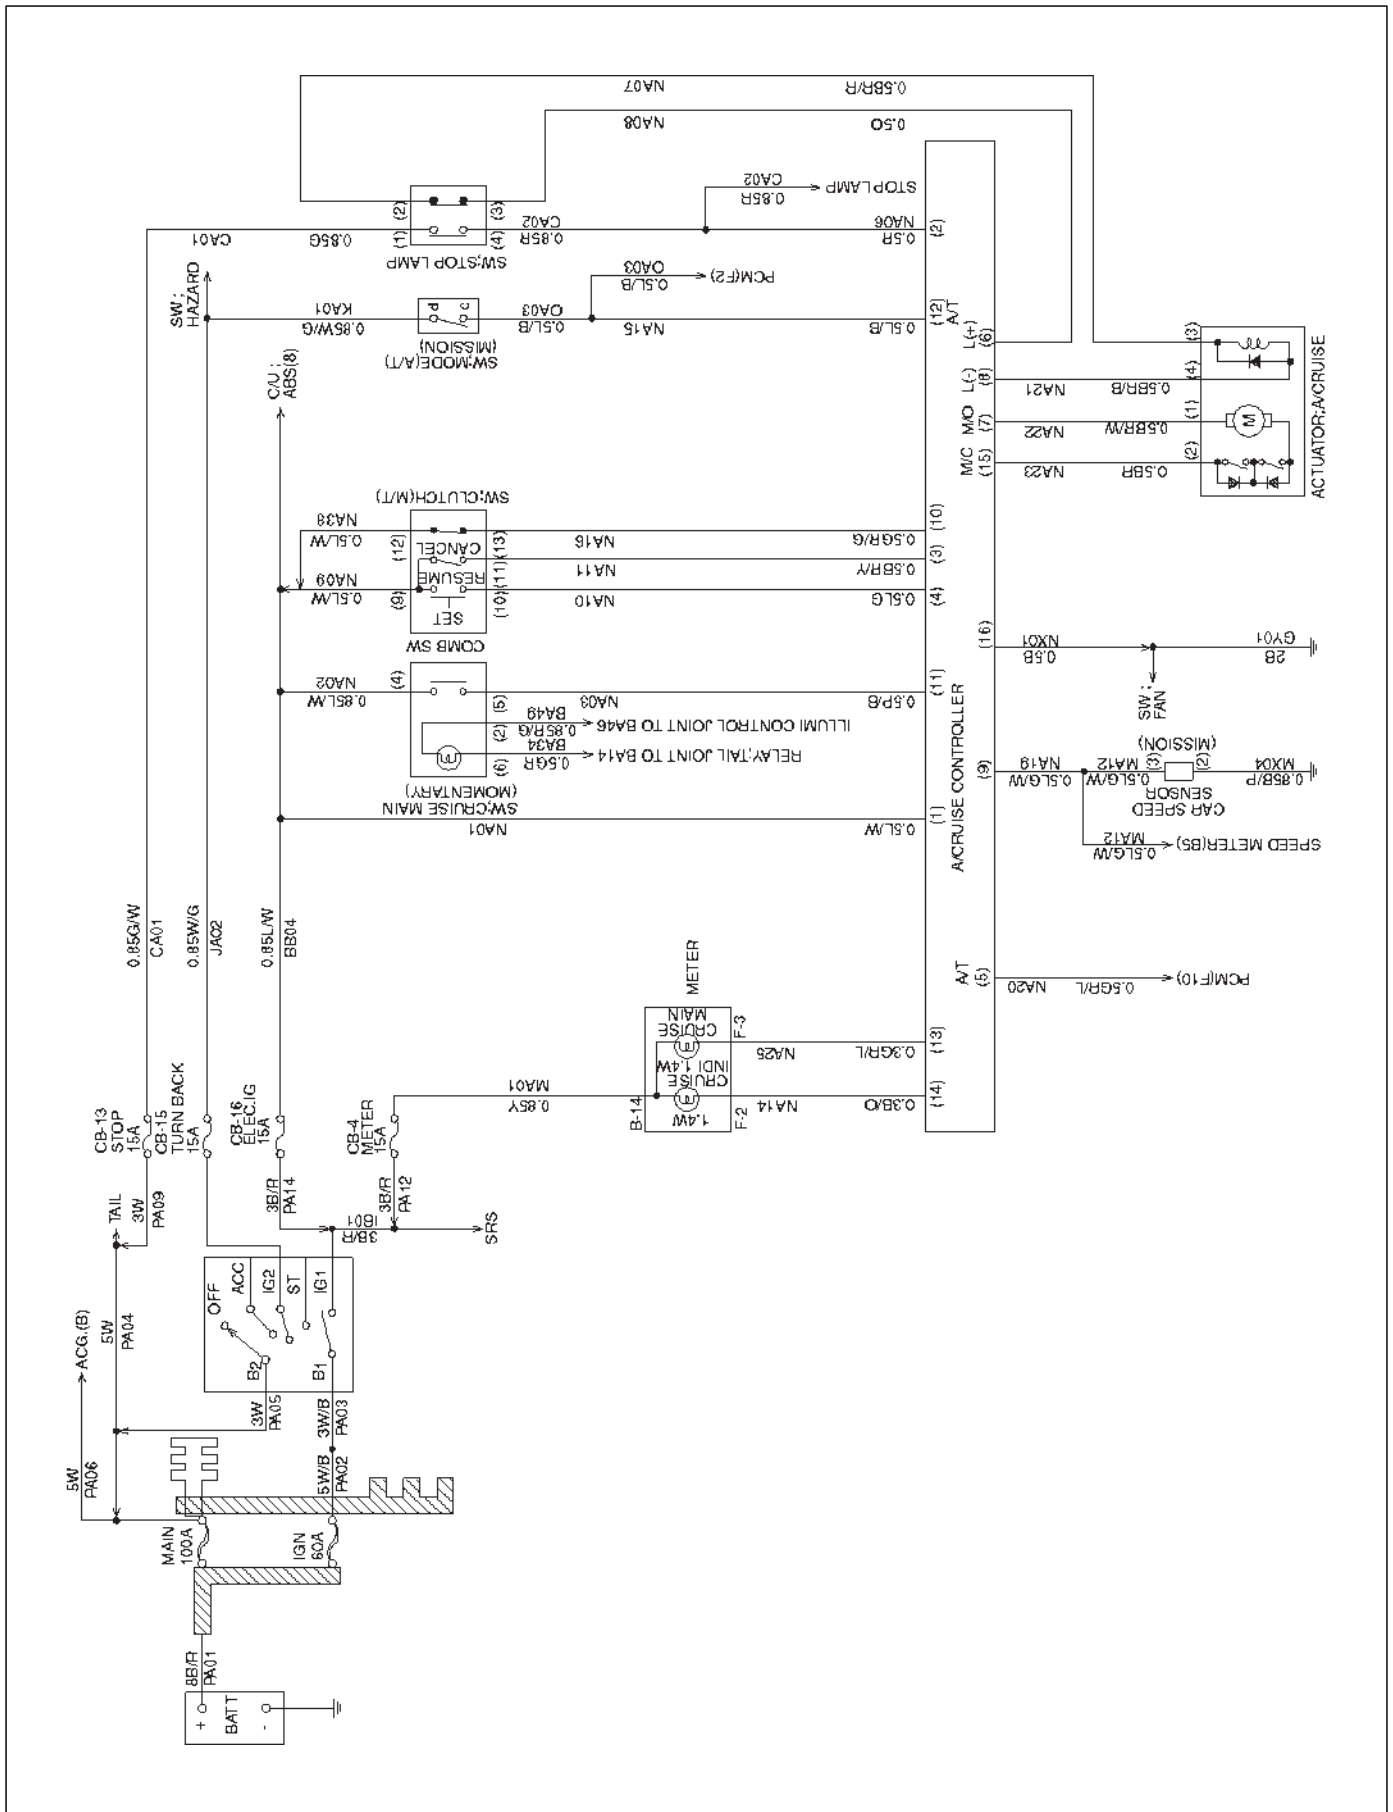 NA07
0.5BR/R
NA08
0.5O
STOP LAMP
CA02
0.85R
CA01
0.85G
(1)
(2)
(3)
(4)
CA02
0.85R
NA06
0.5R
(2)
SW;STOP LAMP
SW ;
HAZARD
KA01
0.85W/G
d
c
OA03
0.5L/B
OA03
0.5L/B
PCM(F2)
NA15
0.5L/B
(12)
A/T
SW;MODE(A/T)
(MISSION)
C/U ;
ABS(8)
L(+)
(6)
L(-)
(8)
M/O
(7)
M/C
(15)
NA21
0.5BR/B
NA22
0.5BR/W
NA23
0.5BR
(3)
(4)
(1)
(2)
M
ACTUATOR;A/CRUISE
SW;CLUTCH(M/T)
NA38
0.5L/W
(12)
(13)
CANCEL
NA16
0.5GR/G
(10)
NA11
0.5BR/Y
(3)
NA09
0.5L/W
(9)
RESUME
(11)
(10)
SET
NA10
0.5LG
(4)
COMB SW
NA02
0.85L/W
(4)
(5)
NA03
0.5P/B
(11)
BA49
0.85R/G
(2)
ILLUMI CONTROL JOINT TO BA46
BA34
0.5GR
(6)
RELAY;TAIL JOINT TO BA14
SW;CRUISE MAIN
(MOMENTARY)
NA01
0.5L/W
(1)
A/CRUISE CONTROLLER
(16)
NX01
0.5B
GY01
2B
SW ;
FAN
(9)
NA19
0.5LG/W
MA12
0.5LG/W
(3)
(2)
MX04
0.85B/P
CAR SPEED
SENSOR
(MISSION)
MA12
0.5LG/W
SPEED METER(B5)
0.85G/W
CA01
0.85W/G
JA02
0.85L/W
BB04
A/T
(5)
NA20
0.5GR/L
PCM(F10)
METER
CRUISE
MAIN
F-3
NA25
0.3GR/L
(13)
CRUISE
INDI 1.4W
MA01
0.85Y
B-14
1.4W
F-2
NA14
0.3B/O
(14)
CB-13
STOP
15A
CB-15
TURN BACK
15A
CB-16
ELEC.IG
15A
CB-4
METER
15A
TAIL
3W
PA09
3B/R
PA14
3B/R
PA12
IB01
3B/R
SRS
OFF
ACC
IG2
ST
IG1
B2
B1
ACG.(B)
5W
PA04
5W
PA06
3W
PA05
3W/B
PA03
5W/B
PA02
MAIN
100A
IGN
60A
8B/R
PA01
+
BATT
-